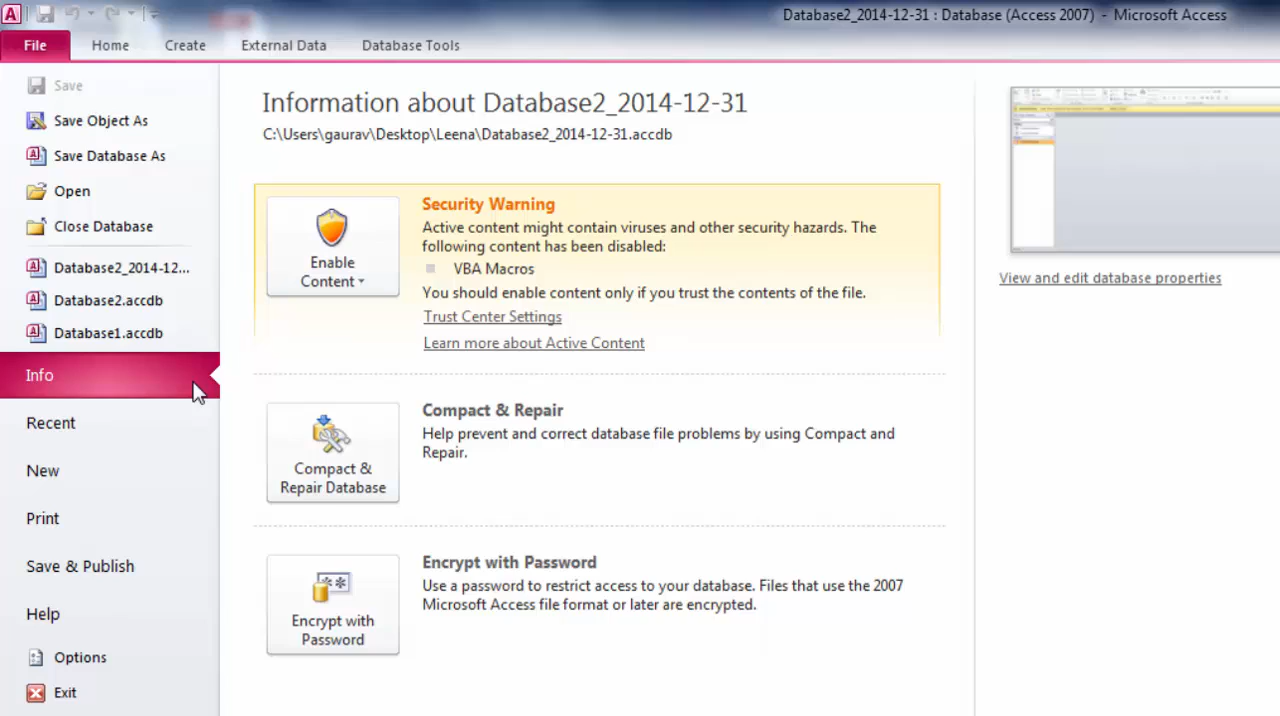 Database2_2014-12-31 : Database (Access 2007) - Microsoft Access
File Home Create External Data Database Tools
Save
Save Object As
Save Database As
Open
Close Database
Database2_2014-12...
Database2.accdb
Database1.accdb
Info
Recent
New
Print
Save & Publish
Help
Options
Exit
Information about Database2_2014-12-31
C:\Users\gaurav\Desktop\Leena\Database2_2014-12-31.accdb
Enable
Content
Security Warning
Active content might contain viruses and other security hazards. The
following content has been disabled:
VBA Macros
You should enable content only if you trust the contents of the file.
Trust Center Settings
Learn more about Active Content
Compact &
Repair Database
Compact & Repair
Help prevent and correct database file problems by using Compact and
Repair.
Encrypt with
Password
Encrypt with Password
Use a password to restrict access to your database. Files that use the 2007
Microsoft Access file format or later are encrypted.
View and edit database properties